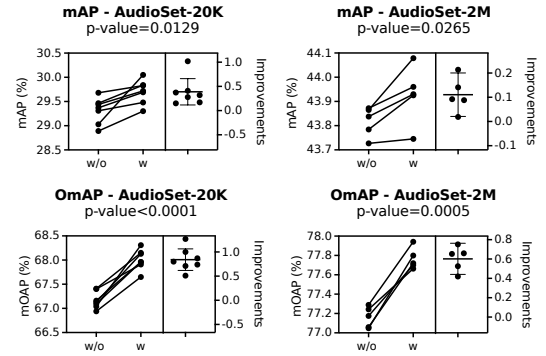 mAP - AudioSet-20K
p-value=0.0129
mAP (%)
30.5
30.0
29.5
29.0
28.5
w/o
w
1.0
0.5
0.0
-0.5
Improvements
mAP - AudioSet-2M
p-value=0.0265
mAP (%)
44.1
44.0
43.9
43.8
43.7
w/o
w
0.2
0.1
0.0
-0.1
Improvements
OmAP - AudioSet-20K
p-value<0.0001
mOAP (%)
68.5
68.0
67.5
67.0
66.5
w/o
w
1.0
0.5
0.0
-0.5
Improvements
OmAP - AudioSet-2M
p-value=0.0005
mOAP (%)
78.0
77.8
77.6
77.4
77.2
77.0
w/o
w
0.8
0.6
0.4
0.2
0.0
Improvements